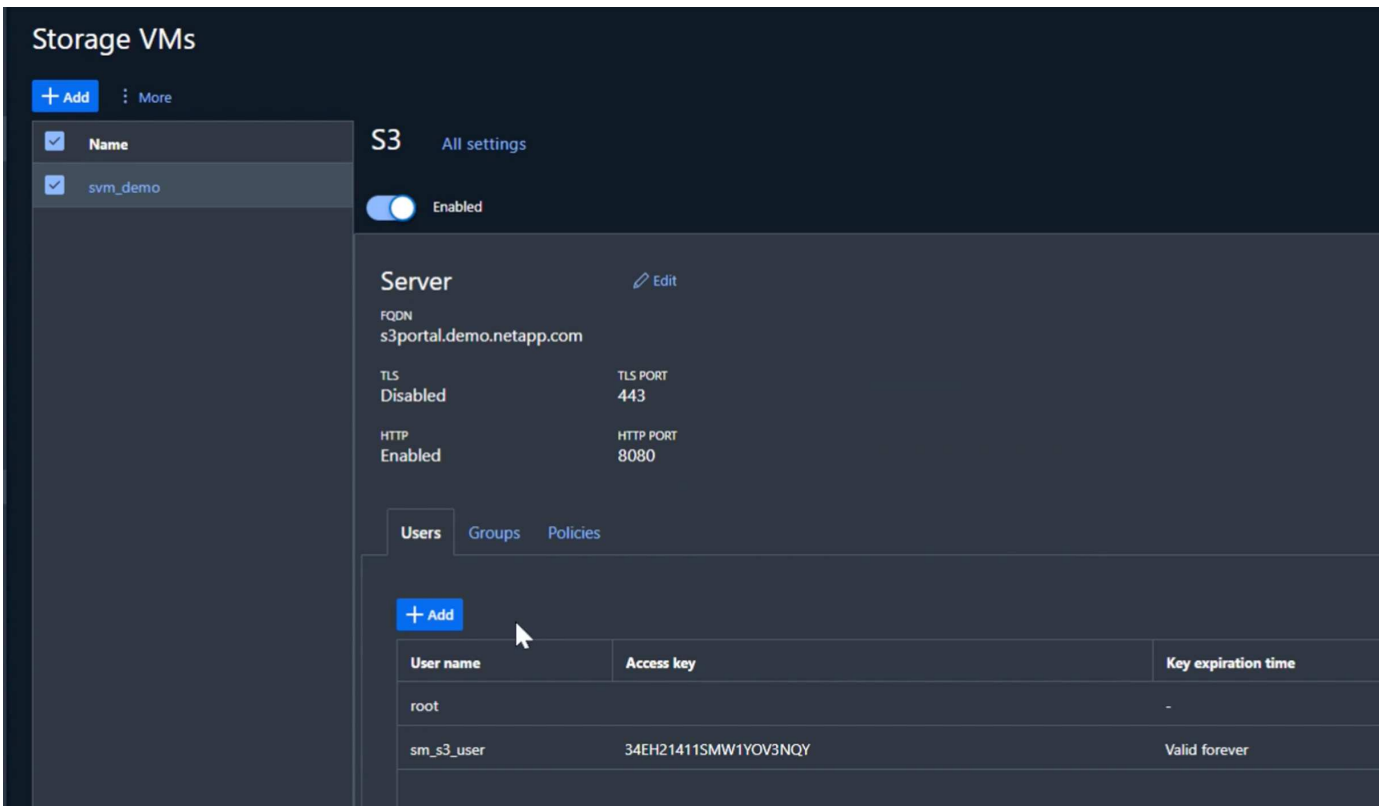 Storage VMs
+ Add ⋮ More
Name
svm_demo
S3 All settings
Enabled
Server Edit
FQDN
s3portal.demo.netapp.com
TLS TLS PORT
Disabled 443
HTTP HTTP PORT
Enabled 8080
Users Groups Policies
+ Add
User name Access key Key expiration time
root -
sm_s3_user 34EH21411SMW1YOV3NQY Valid forever